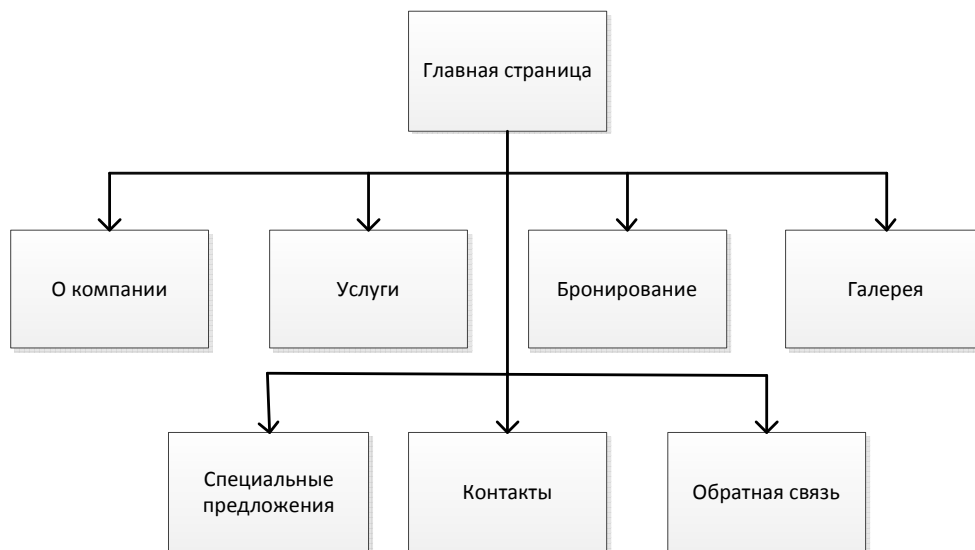 Главная страница
О компании
Услуги
Бронирование
Галерея
Специальные
предложения
Контакты
Обратная связь